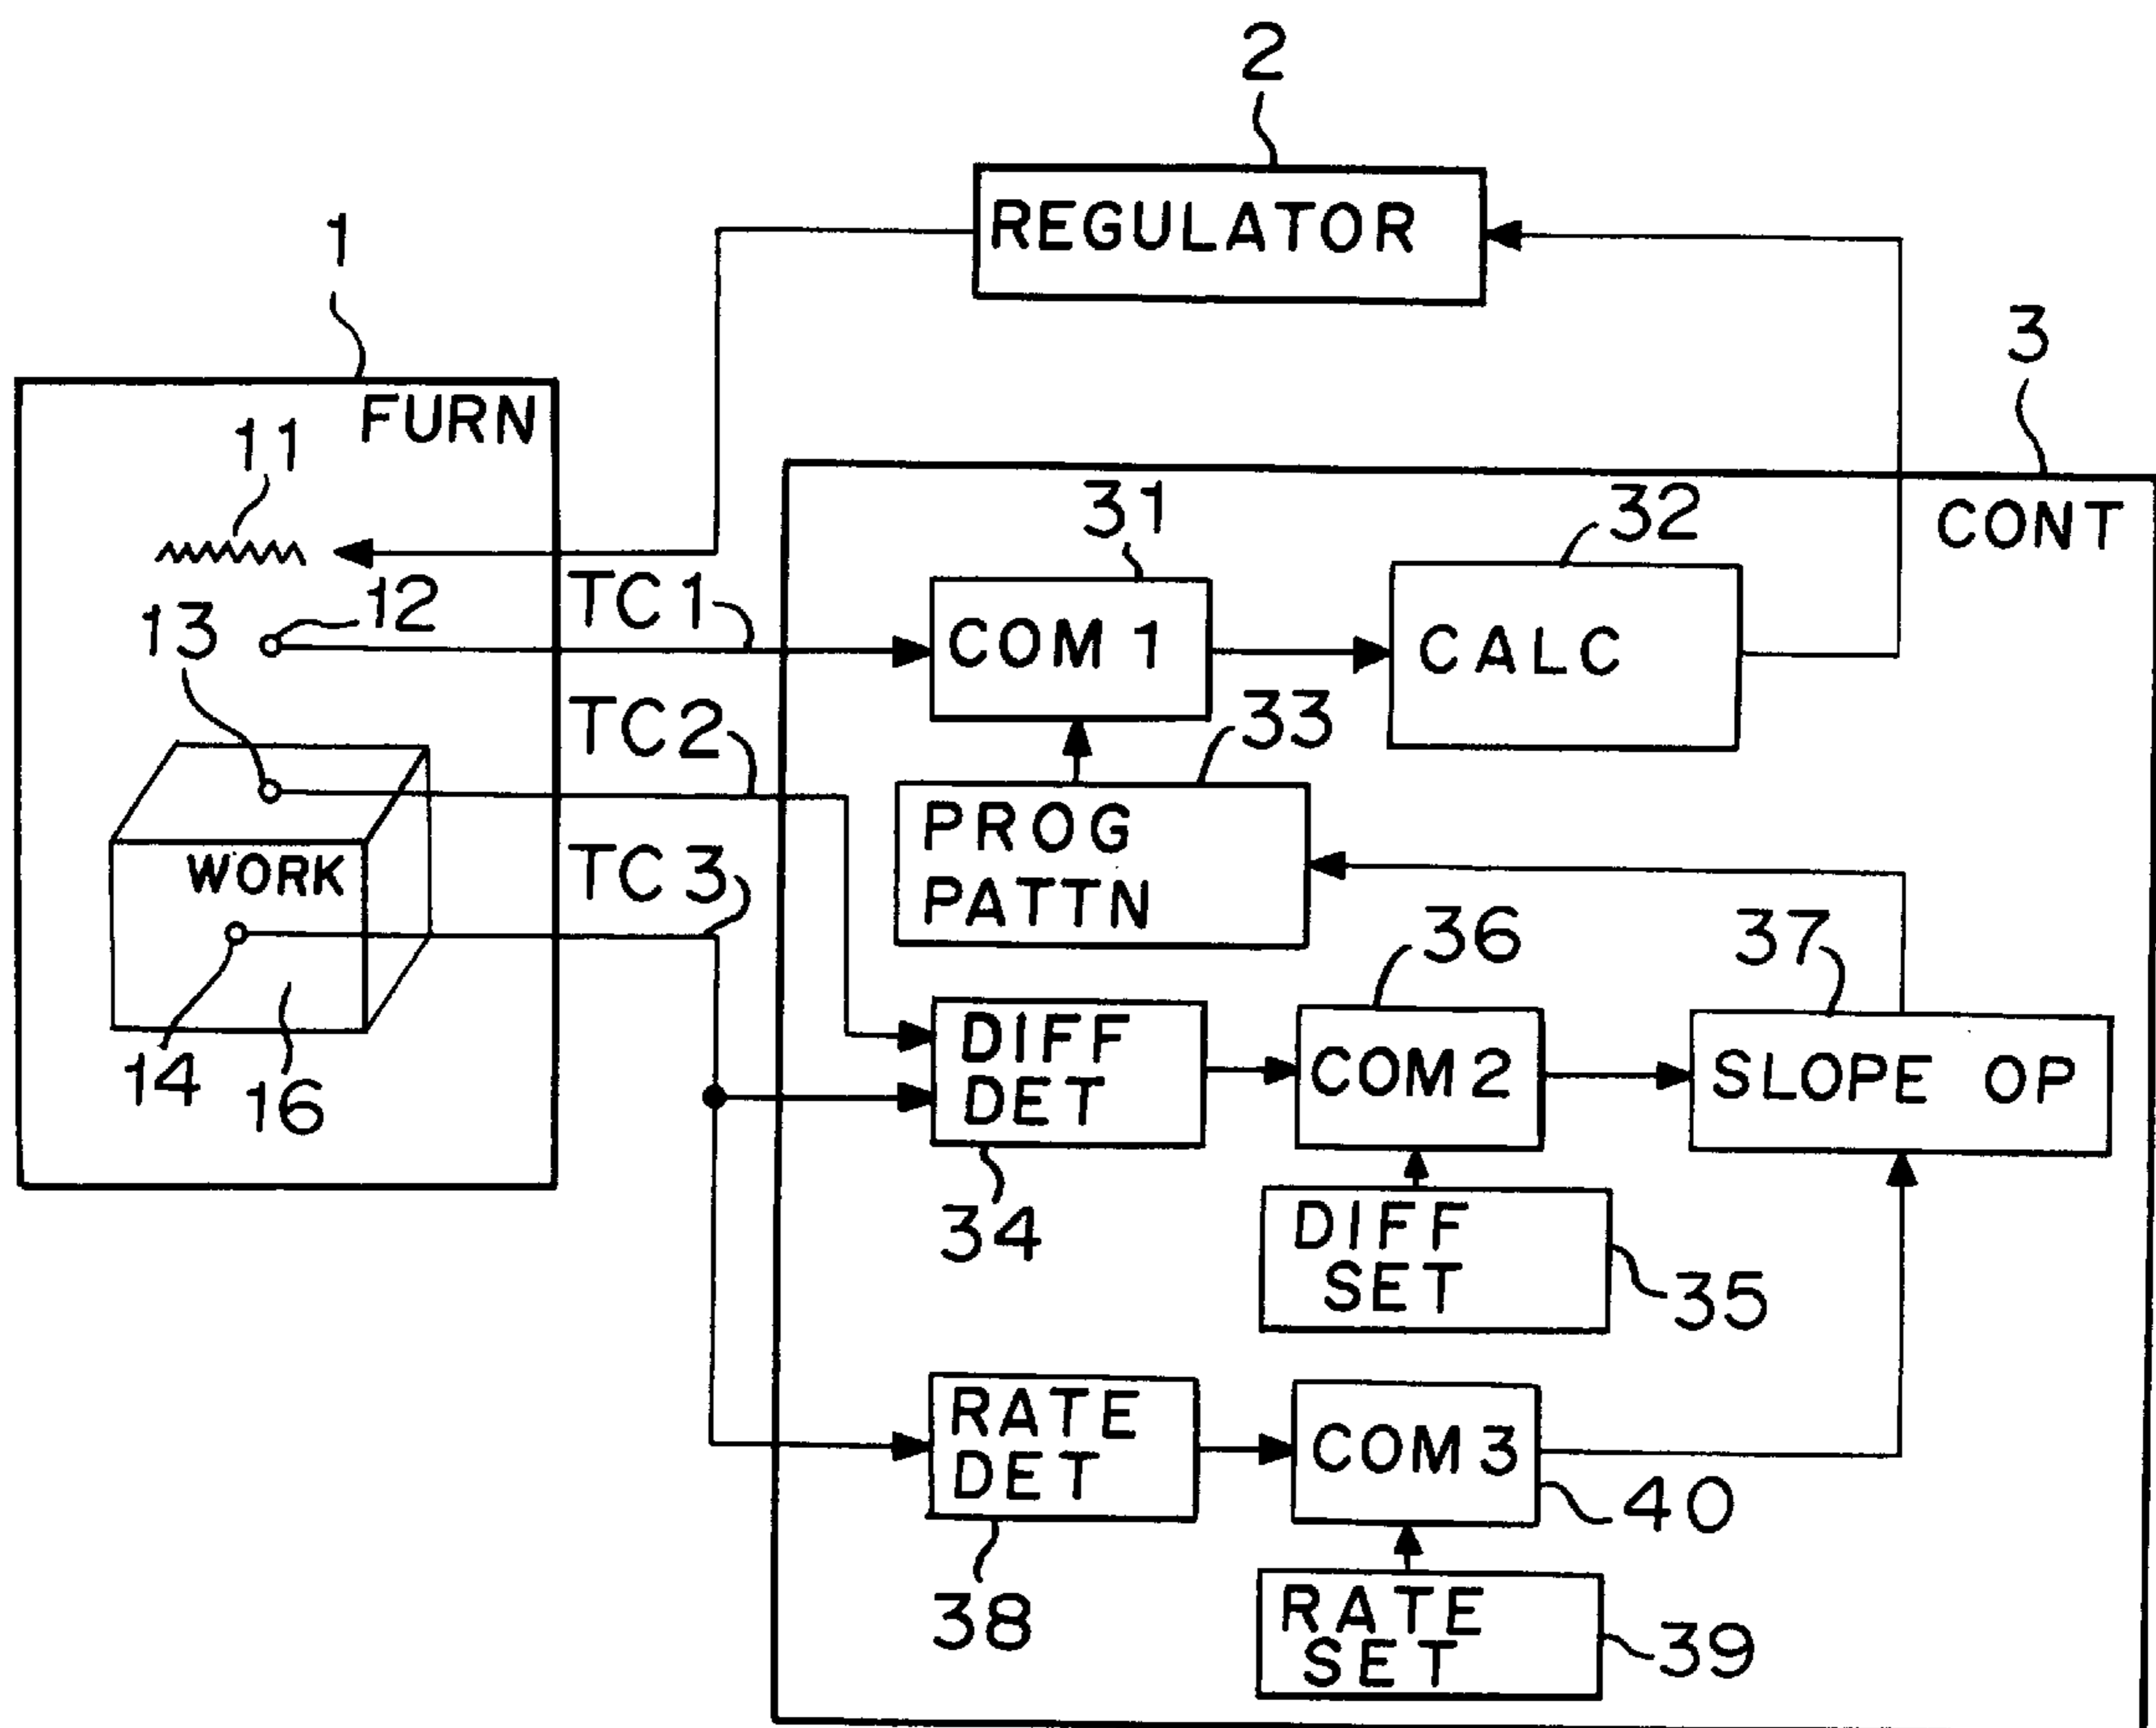 2
REGULATOR
1
3
FURN
11
CONT
31
32
TC1
12
13
COM 1
CALC
TC2
33
PROG
PATTN
WORK
TC3
36
37
14
16
DIFF
DET
COM2
SLOPE OP
34
DIFF
SET
35
RATE
DET
COM3
40
38
RATE
SET
39